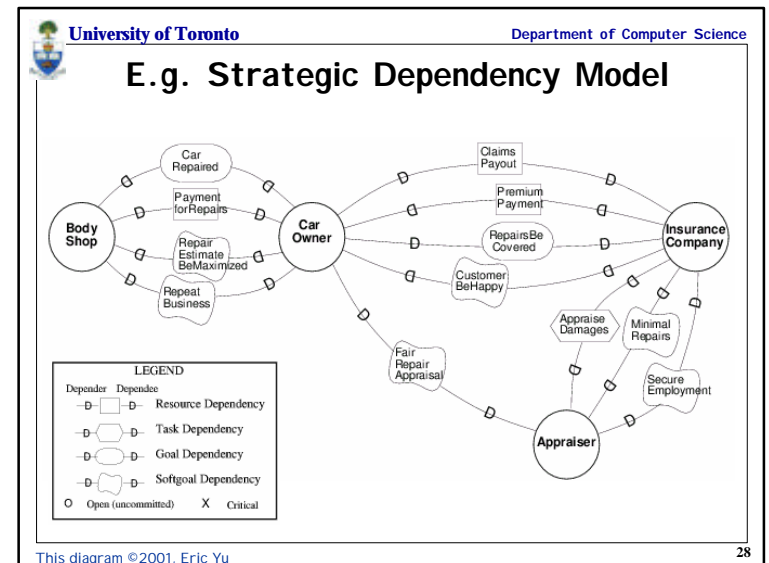 University of Toronto
Department of Computer Science
E.g. Strategic Dependency Model
Car
Repaired
Payment
forRepairs
Repair
Estimate
BeMaximized
Repeat
Business
Body
Shop
Car
Owner
Claims
Payout
Premium
Payment
RepairsBe
Covered
Customer
BeHappy
Insurance
Company
Appraise
Damages
Minimal
Repairs
Secure
Employment
Fair
Repair
Appraisal
Appraiser
LEGEND
Depender Dependee
D D Resource Dependency
D D Task Dependency
D D Goal Dependency
D D Softgoal Dependency
O Open (uncommitted) X Critical
This diagram ©2001, Eric Yu
28